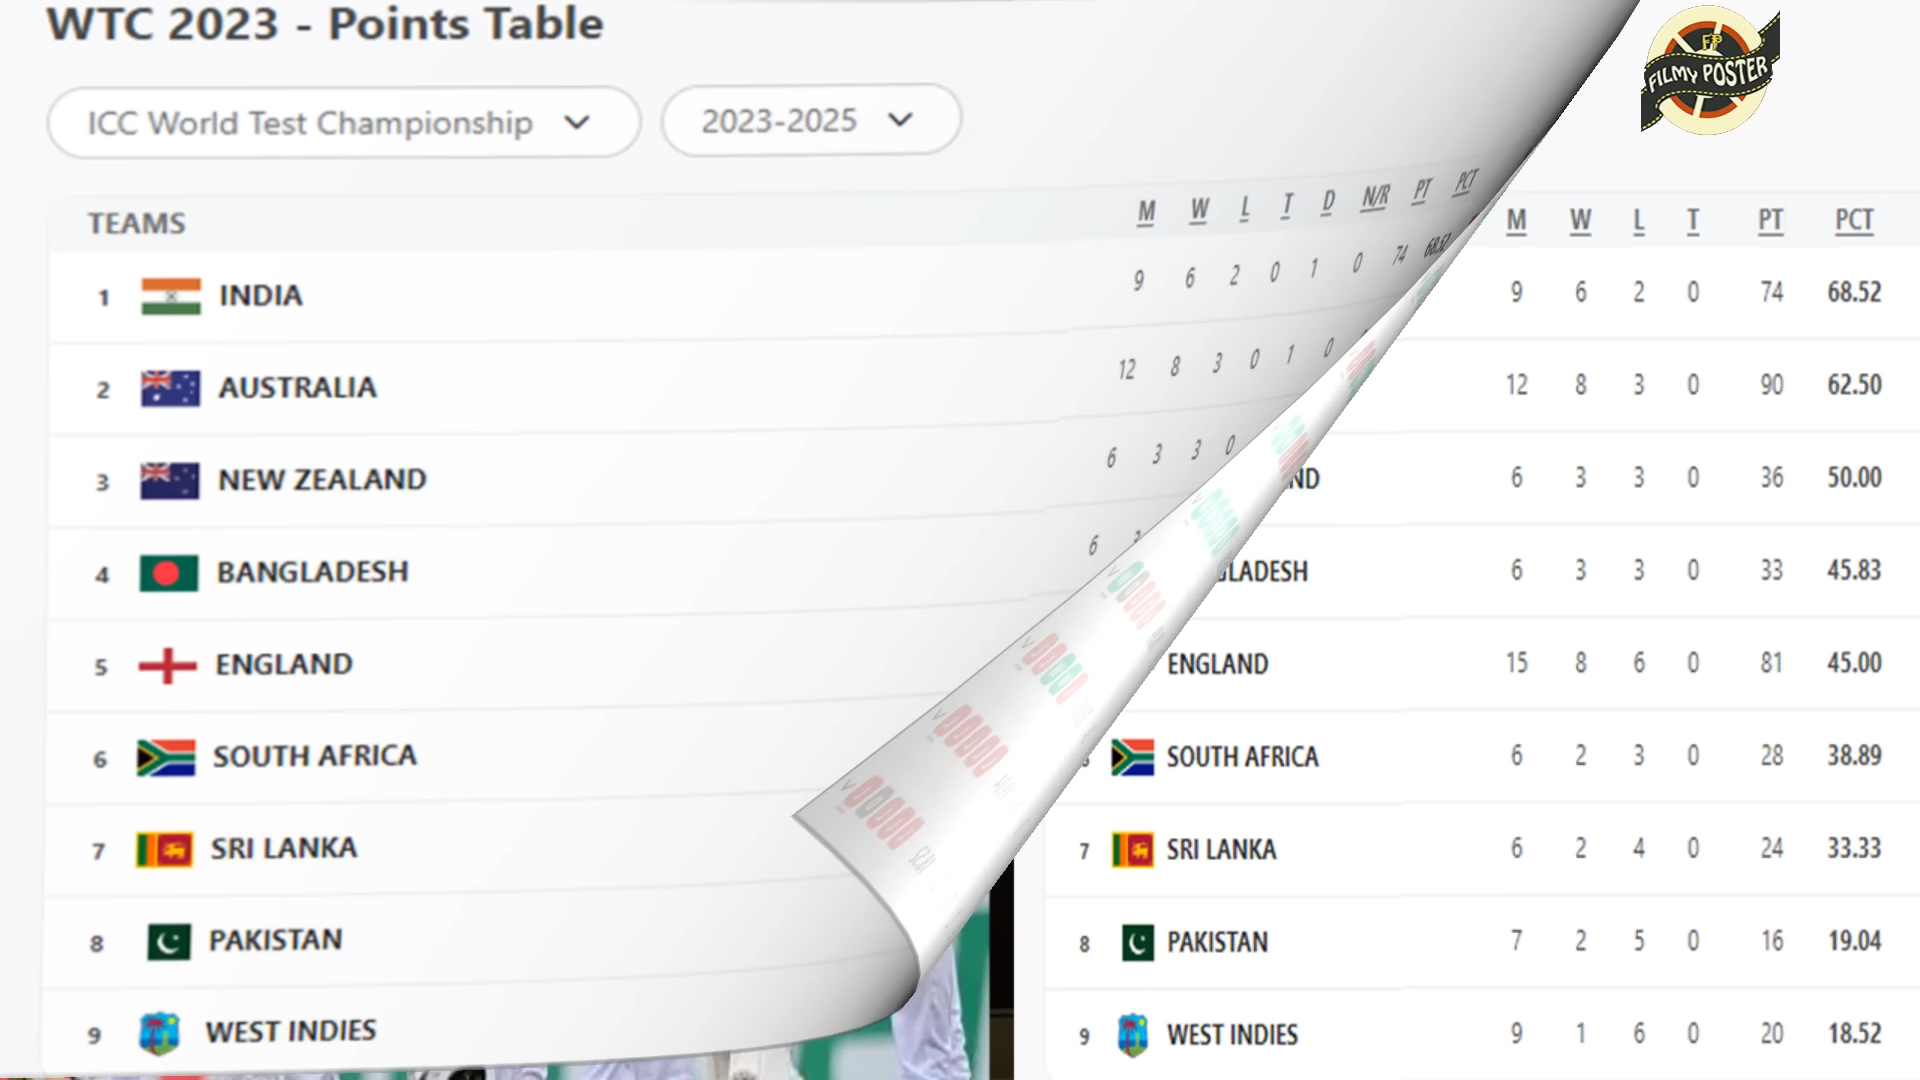 WTC 2023 - Points Table
FP
FILMY POSTER
ICC World Test Championship
2023-2025
TEAMS M W L T D N/R PT PCT
1 INDIA 9 6 2 0 1 0 74 68.52
2 AUSTRALIA 12 8 3 0 1 0
3 NEW ZEALAND 6 3 3 0
4 BANGLADESH 6
5 ENGLAND
6 SOUTH AFRICA
7 SRI LANKA
8 PAKISTAN
9 WEST INDIES
M W L T PT PCT
9 6 2 0 74 68.52
12 8 3 0 90 62.50
ND 6 3 3 0 36 50.00
LADESH 6 3 3 0 33 45.83
ENGLAND 15 8 6 0 81 45.00
SOUTH AFRICA 6 2 3 0 28 38.89
7 SRI LANKA 6 2 4 0 24 33.33
8 PAKISTAN 7 2 5 0 16 19.04
9 WEST INDIES 9 1 6 0 20 18.52